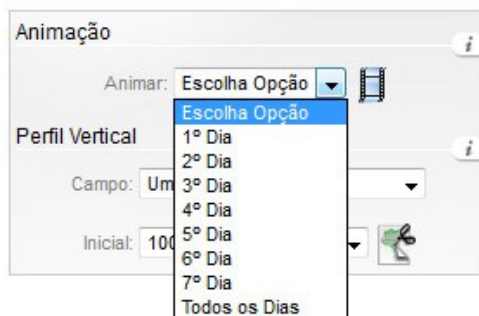 Animação
i
Animar: Escolha Opção
Escolha Opção
Perfil Vertical
i
1º Dia
2º Dia
Campo: Um
3º Dia
4º Dia
Inicial: 100
5º Dia
6º Dia
7º Dia
Todos os Dias